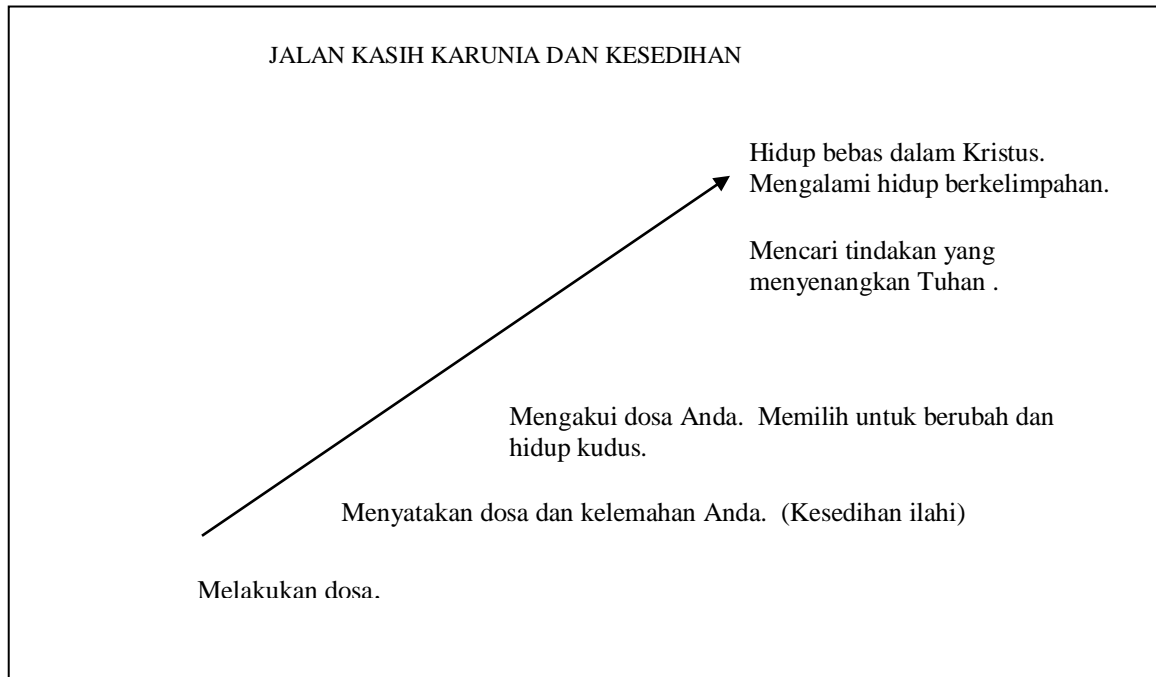 JALAN KASIH KARUNIA DAN KESEDIHAN
Hidup bebas dalam Kristus.
Mengalami hidup berkelimpahan.
Mencari tindakan yang
menyenangkan Tuhan .
Mengakui dosa Anda.  Memilih untuk berubah dan
hidup kudus.
Menyatakan dosa dan kelemahan Anda.  (Kesedihan ilahi)
Melakukan dosa.